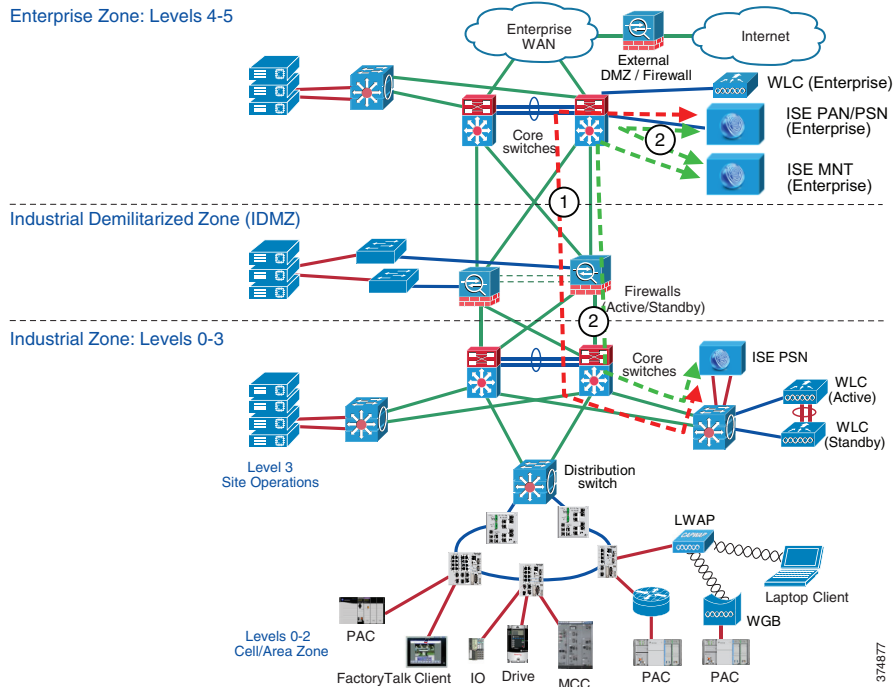 Enterprise Zone: Levels 4-5
Enterprise
WAN
External
DMZ / Firewall
Internet
WLC (Enterprise)
ISE PAN/PSN
(Enterprise)
Core
switches
2
ISE MNT
(Enterprise)
1
Industrial Demilitarized Zone (IDMZ)
Firewalls
(Active/Standby)
2
Industrial Zone: Levels 0-3
Core
switches
ISE PSN
WLC
(Active)
WLC
(Standby)
Level 3
Site Operations
Distribution
switch
LWAP
CAPWAP
Laptop Client
WGB
Levels 0-2
Cell/Area Zone
PAC
FactoryTalk Client
IO
Drive
MCC
PAC
PAC
374877